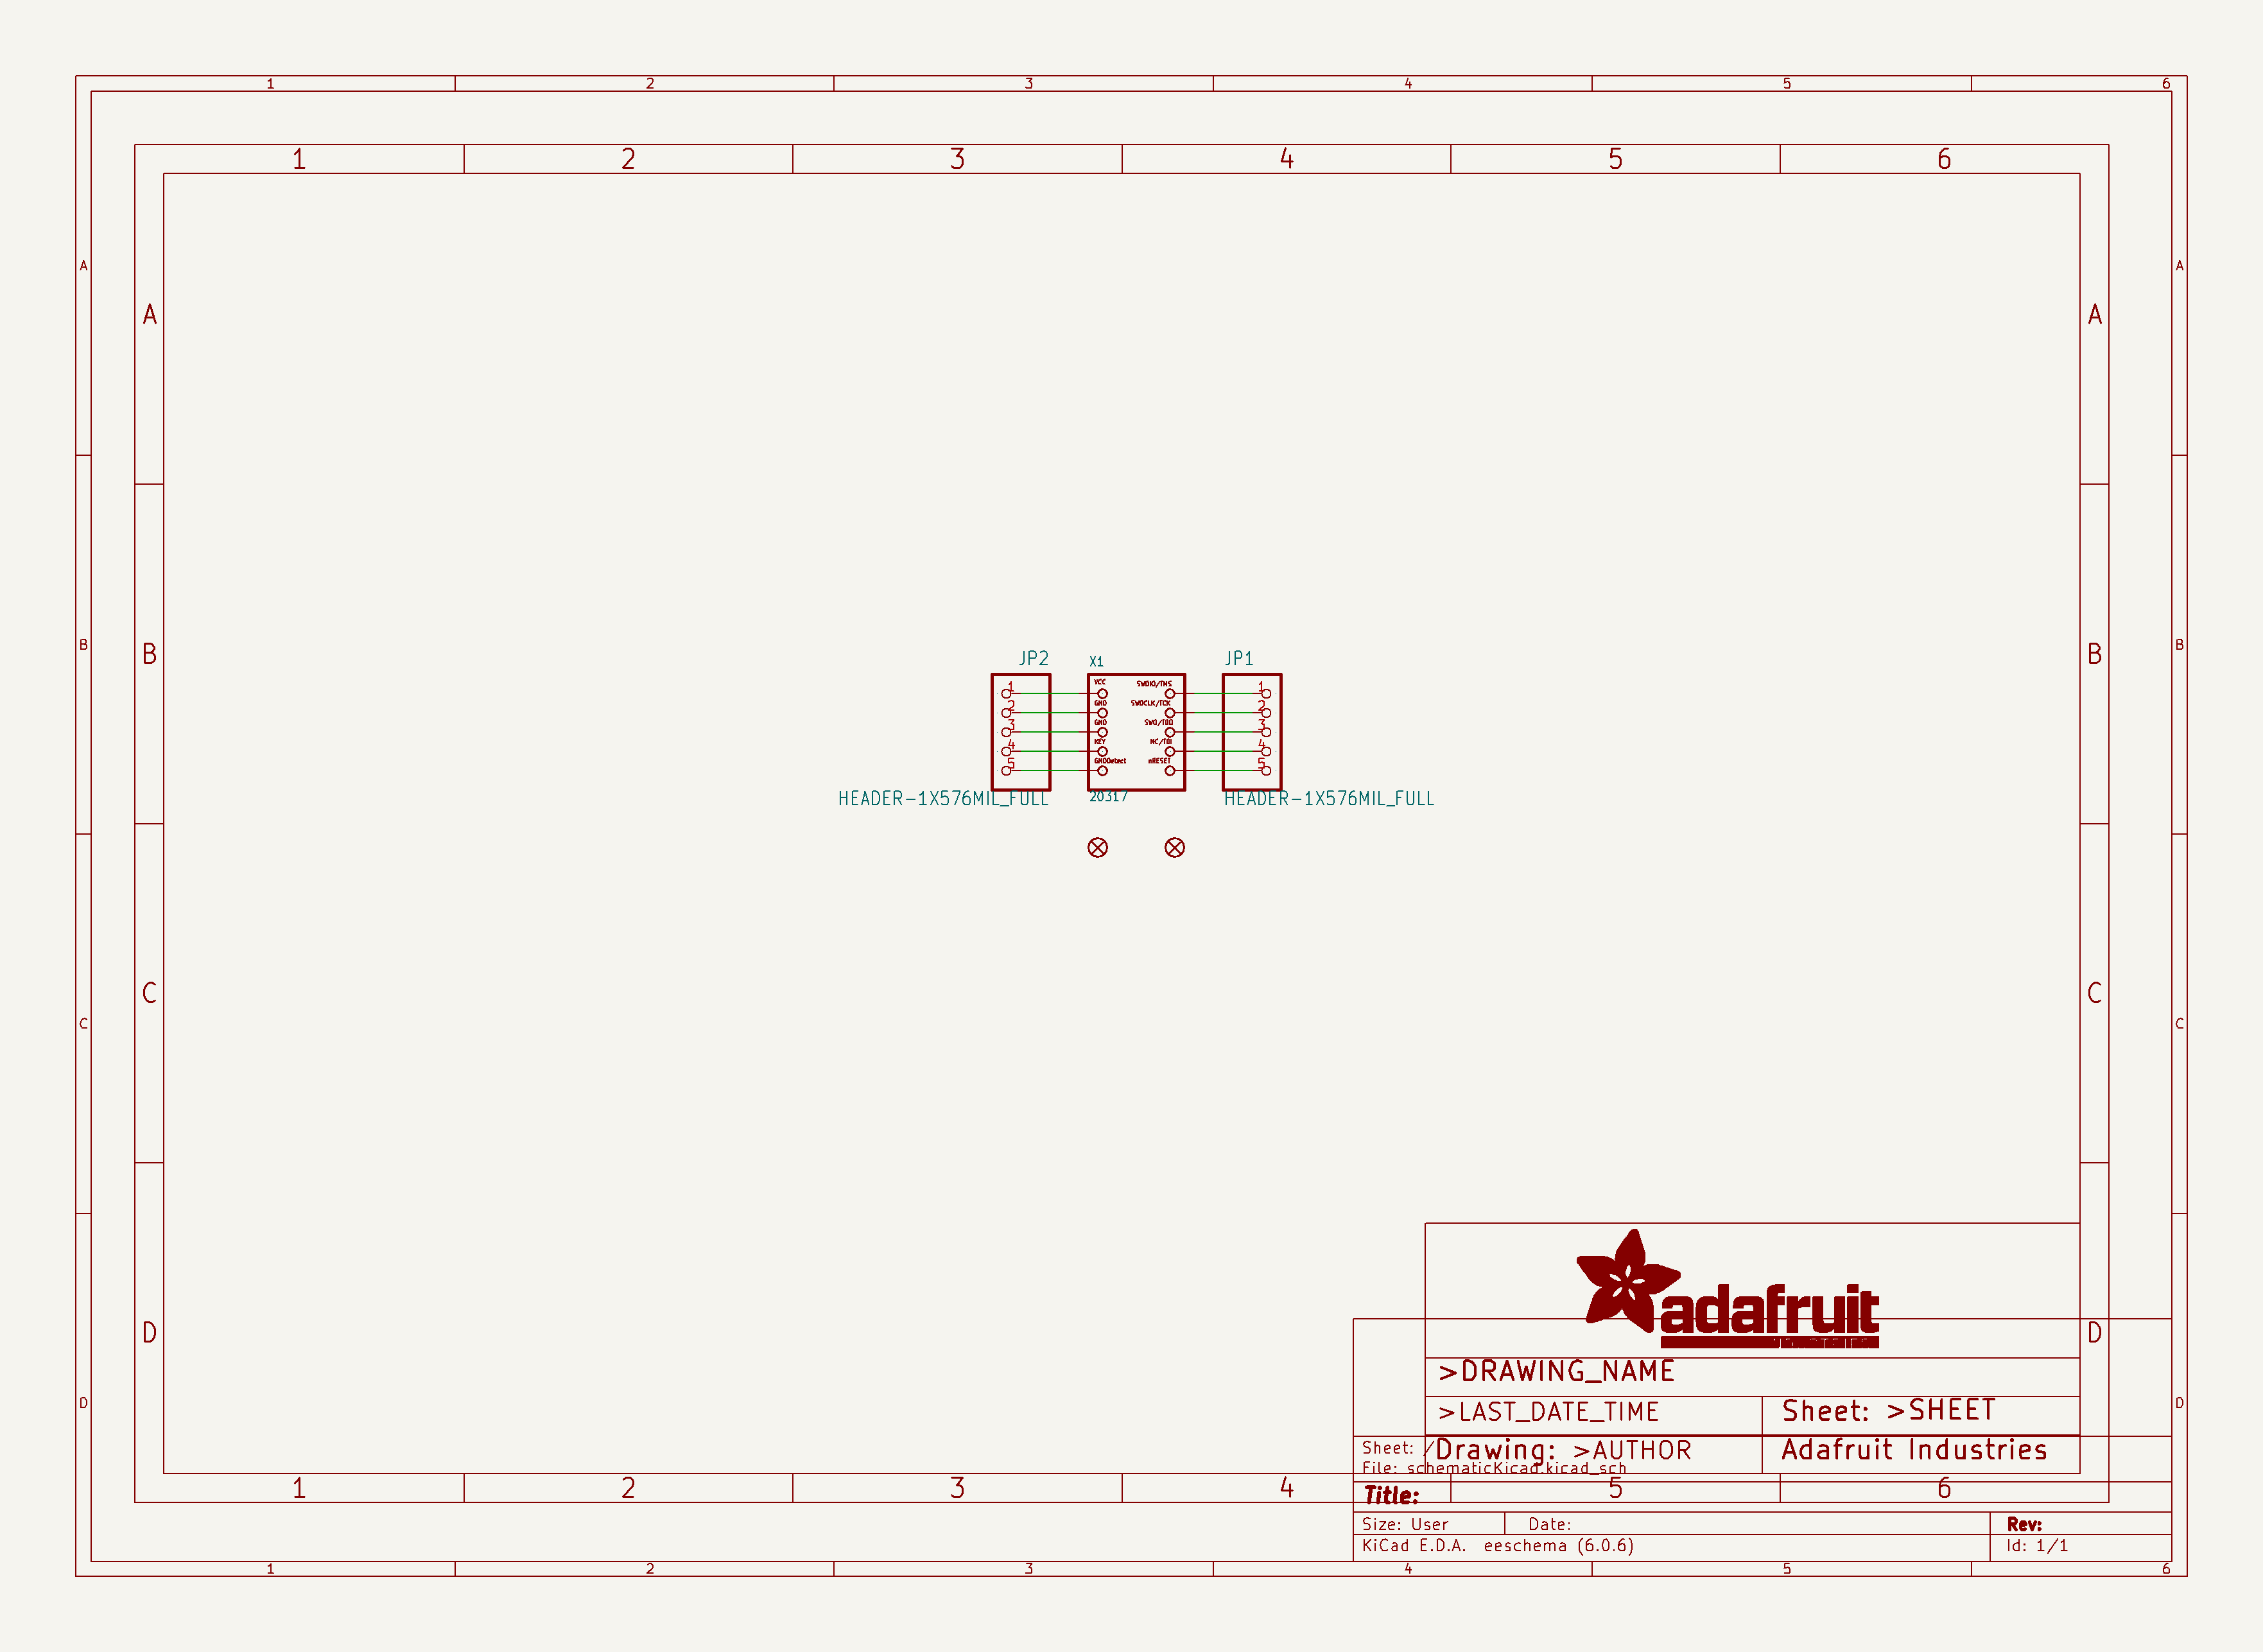 1 2 3 4 5 6
1 2 3 4 5 6
A A
A A
B B
B B
JP2 X1 JP1
VCC SWDIO/TMS
1 1
GND SWDCLK/TCK
2 2
GND SWO/TDO
3 3
KEY NC/TDI
4 4
GNDDetect nRESET
5 5
HEADER-1X576MIL_FULL 20317 HEADER-1X576MIL_FULL
C C
C C
adafruit
D D
>DRAWING_NAME
D D
>LAST_DATE_TIME Sheet: >SHEET
Sheet: / Drawing: >AUTHOR Adafruit Industries
File: schematicKicad.kicad_sch
1 2 3 4 5 6
Title:
Size: User Date: Rev:
KiCad E.D.A. eeschema (6.0.6) Id: 1/1
1 2 3 4 5 6